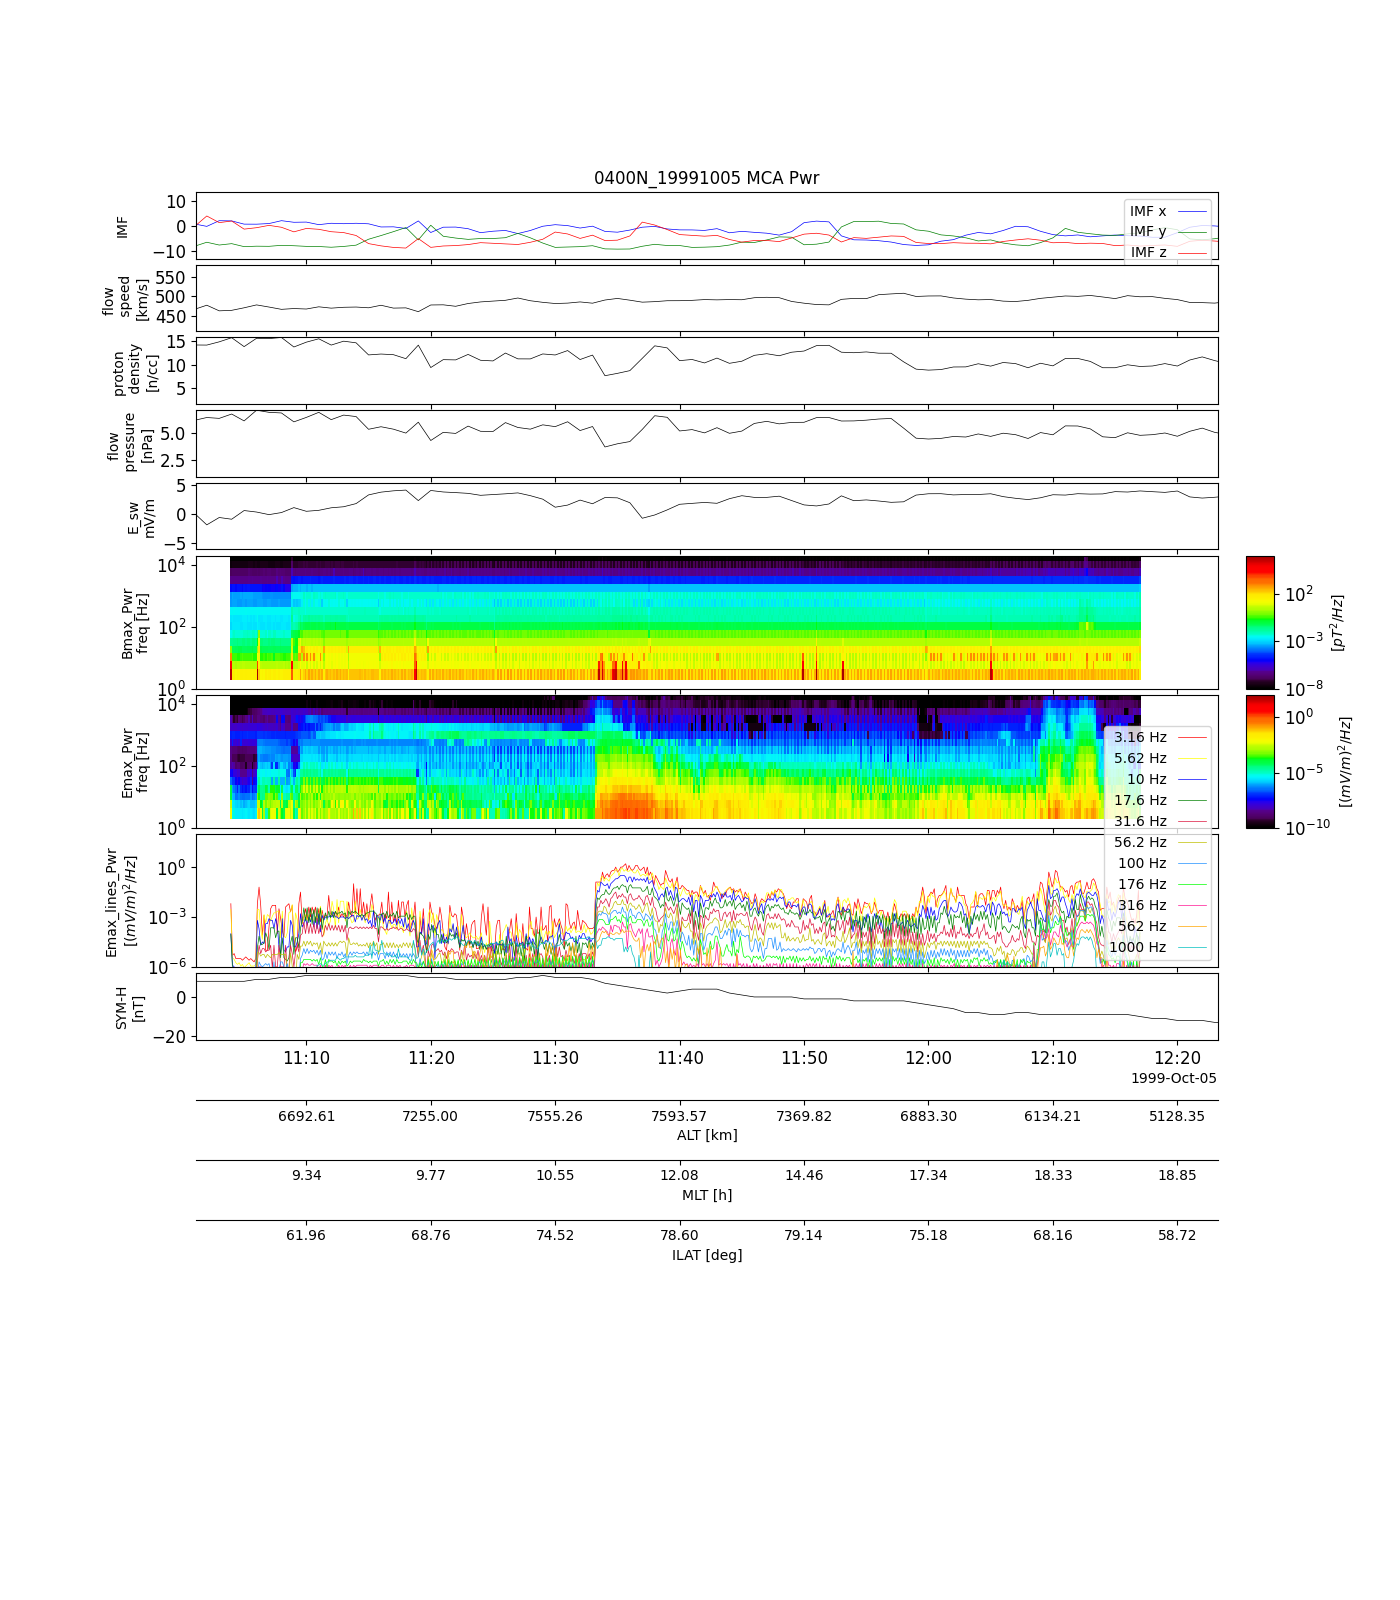 0400N_19991005 MCA Pwr
IMF
10
0
−10
IMF x
IMF y
IMF z
flow
speed
[km/s]
550
500
450
proton
density
[n/cc]
15
10
5
flow
pressure
[nPa]
5.0
2.5
E_sw
mV/m
5
0
−5
Bmax_Pwr
freq [Hz]
10^4
10^2
10^0
10^2
10^−3
10^−8
[pT^2/Hz]
Emax_Pwr
freq [Hz]
10^4
10^2
10^0
10^0
10^−5
10^−10
[(mV/m)^2/Hz]
3.16 Hz
5.62 Hz
10 Hz
17.6 Hz
31.6 Hz
56.2 Hz
100 Hz
176 Hz
316 Hz
562 Hz
1000 Hz
Emax_lines_Pwr
[(mV/m)^2/Hz]
10^0
10^−3
10^−6
SYM-H
[nT]
0
−20
11:10 11:20 11:30 11:40 11:50 12:00 12:10 12:20
1999-Oct-05
6692.61 7255.00 7555.26 7593.57 7369.82 6883.30 6134.21 5128.35
ALT [km]
9.34 9.77 10.55 12.08 14.46 17.34 18.33 18.85
MLT [h]
61.96 68.76 74.52 78.60 79.14 75.18 68.16 58.72
ILAT [deg]